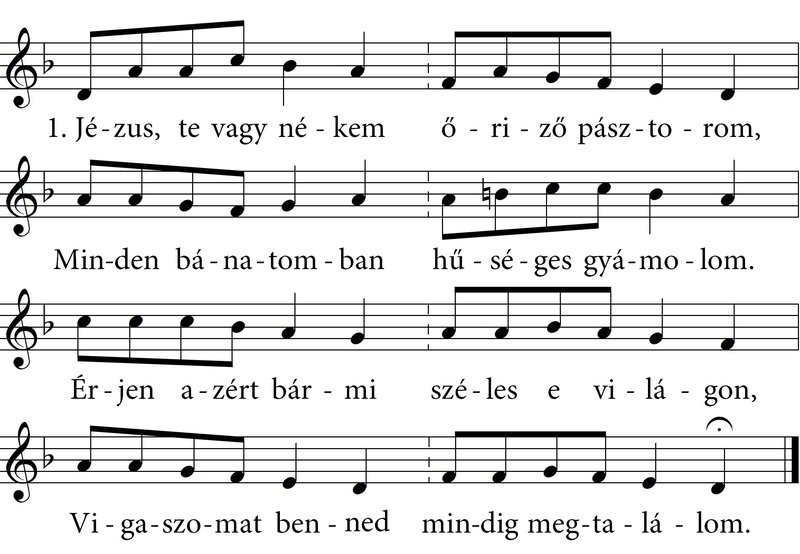 1. Jé-zus, te vagy né - kem ő - ri - ző pász-to - rom,
Min-den bá-na-tom - ban hű - sé - ges gyá-mo - lom.
Ér-jen a-zért bár - mi szé-les e vi - lá - gon,
Vi - ga-szo-mat ben - ned min-dig meg-ta - lá - lom.